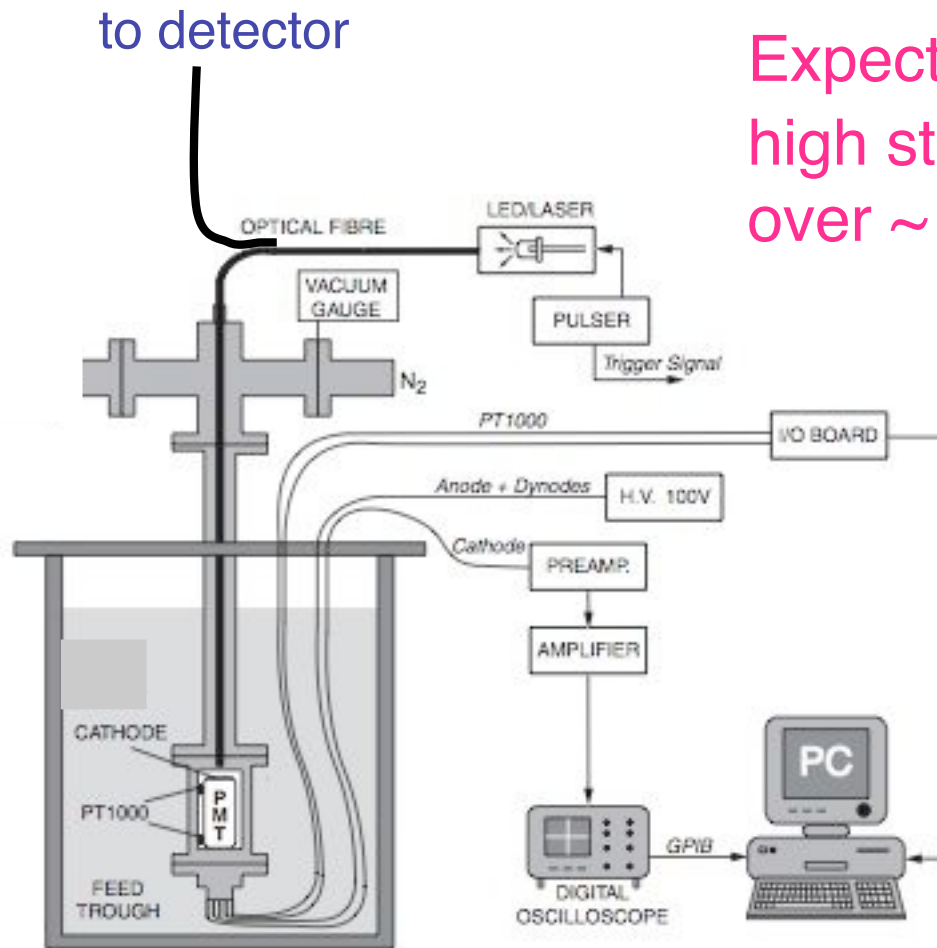 to detector
Expect
high st
over ~
OPTICAL FIBRE
LED/LASER
VACUUM
GAUGE
PULSER
Trigger Signal
N2
PT1000
I/O BOARD
Anode + Dynodes
H.V. 100V
Cathode
PREAMP.
AMPLIFIER
CATHODE
PMT
PT1000
PC
GPIB
FEED
TROUGH
DIGITAL
OSCILLOSCOPE